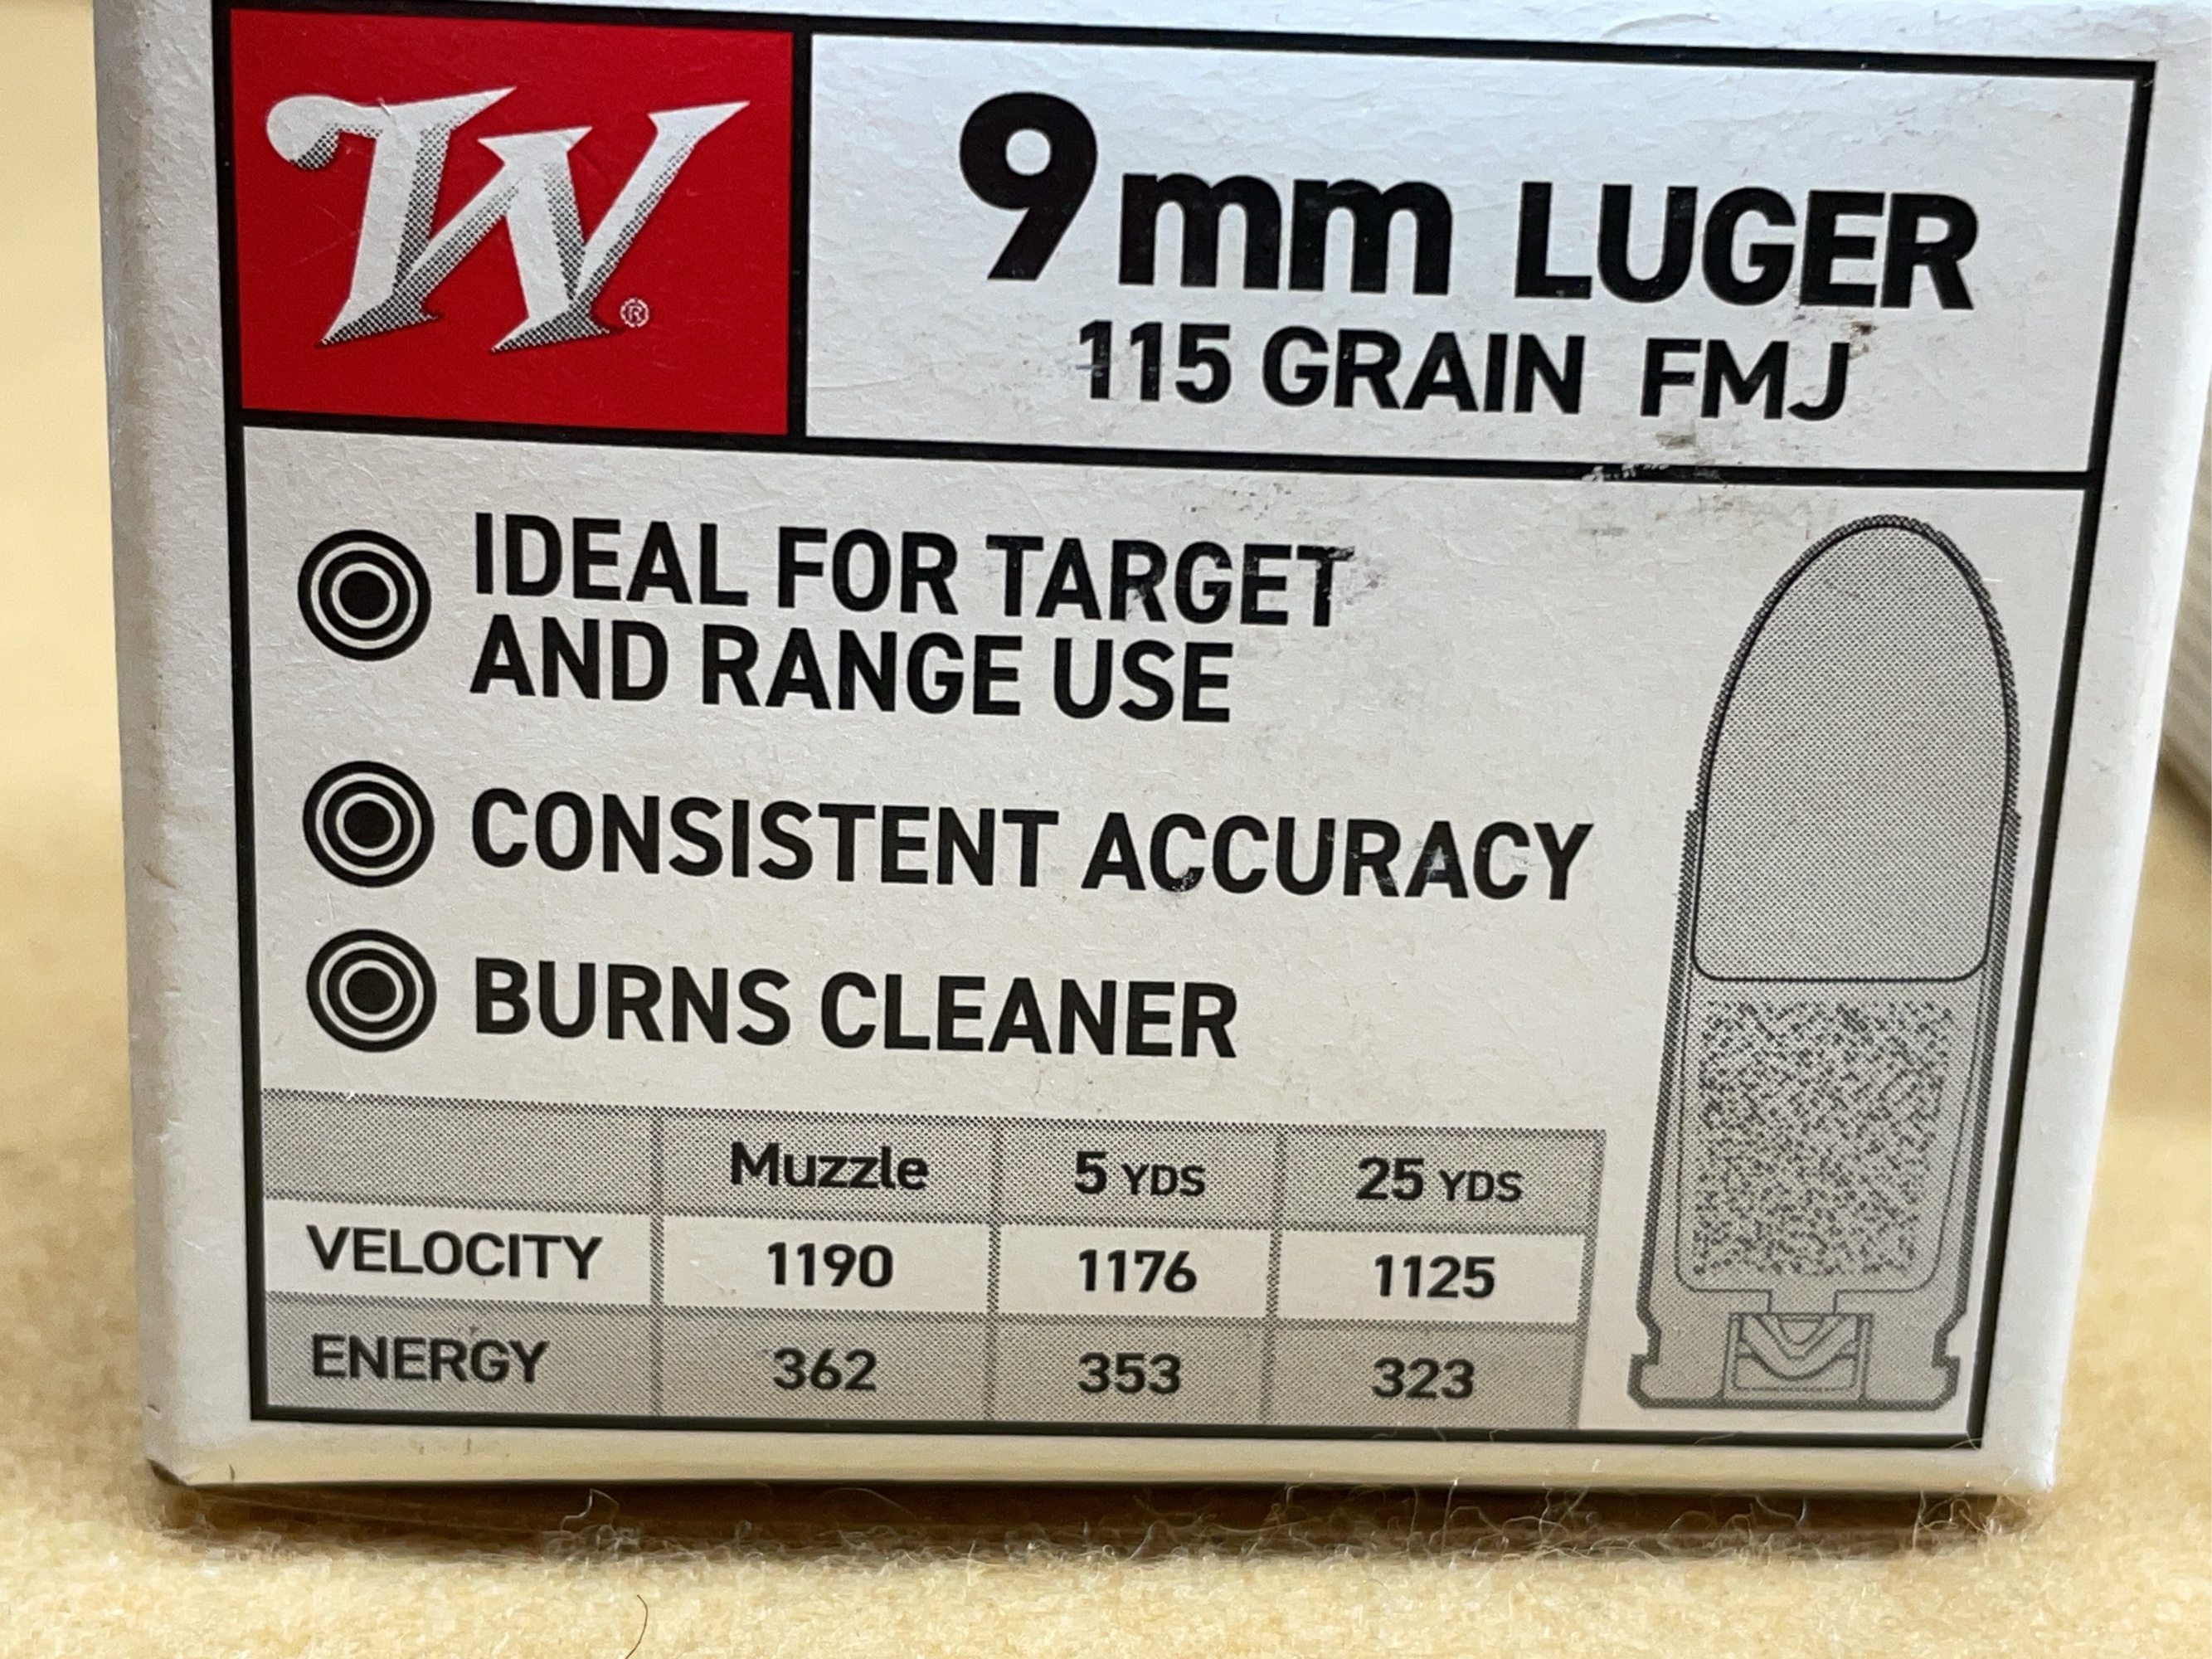 W®
9mm LUGER
115 GRAIN FMJ
IDEAL FOR TARGET
AND RANGE USE
CONSISTENT ACCURACY
BURNS CLEANER
Muzzle 5 YDS 25 YDS
VELOCITY 1190 1176 1125
ENERGY 362 353 323